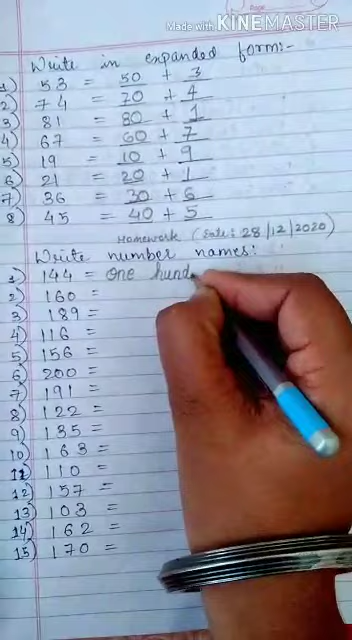 Made with KINEMASTER
Write in expanded form:-
1) 53 = 50 + 3
2) 74 = 70 + 4
3) 81 = 80 + 1
4) 67 = 60 + 7
5) 19 = 10 + 9
6) 21 = 20 + 1
7) 36 = 30 + 6
8) 45 = 40 + 5
Homework (Date: 28/12/2020)
Write number names:
1) 144 = One hund
2) 160 =
3) 189 =
4) 116 =
5) 156 =
6) 200 =
7) 191 =
8) 122 =
9) 135 =
10) 163 =
11) 110 =
12) 157 =
13) 103 =
14) 162 =
15) 170 =